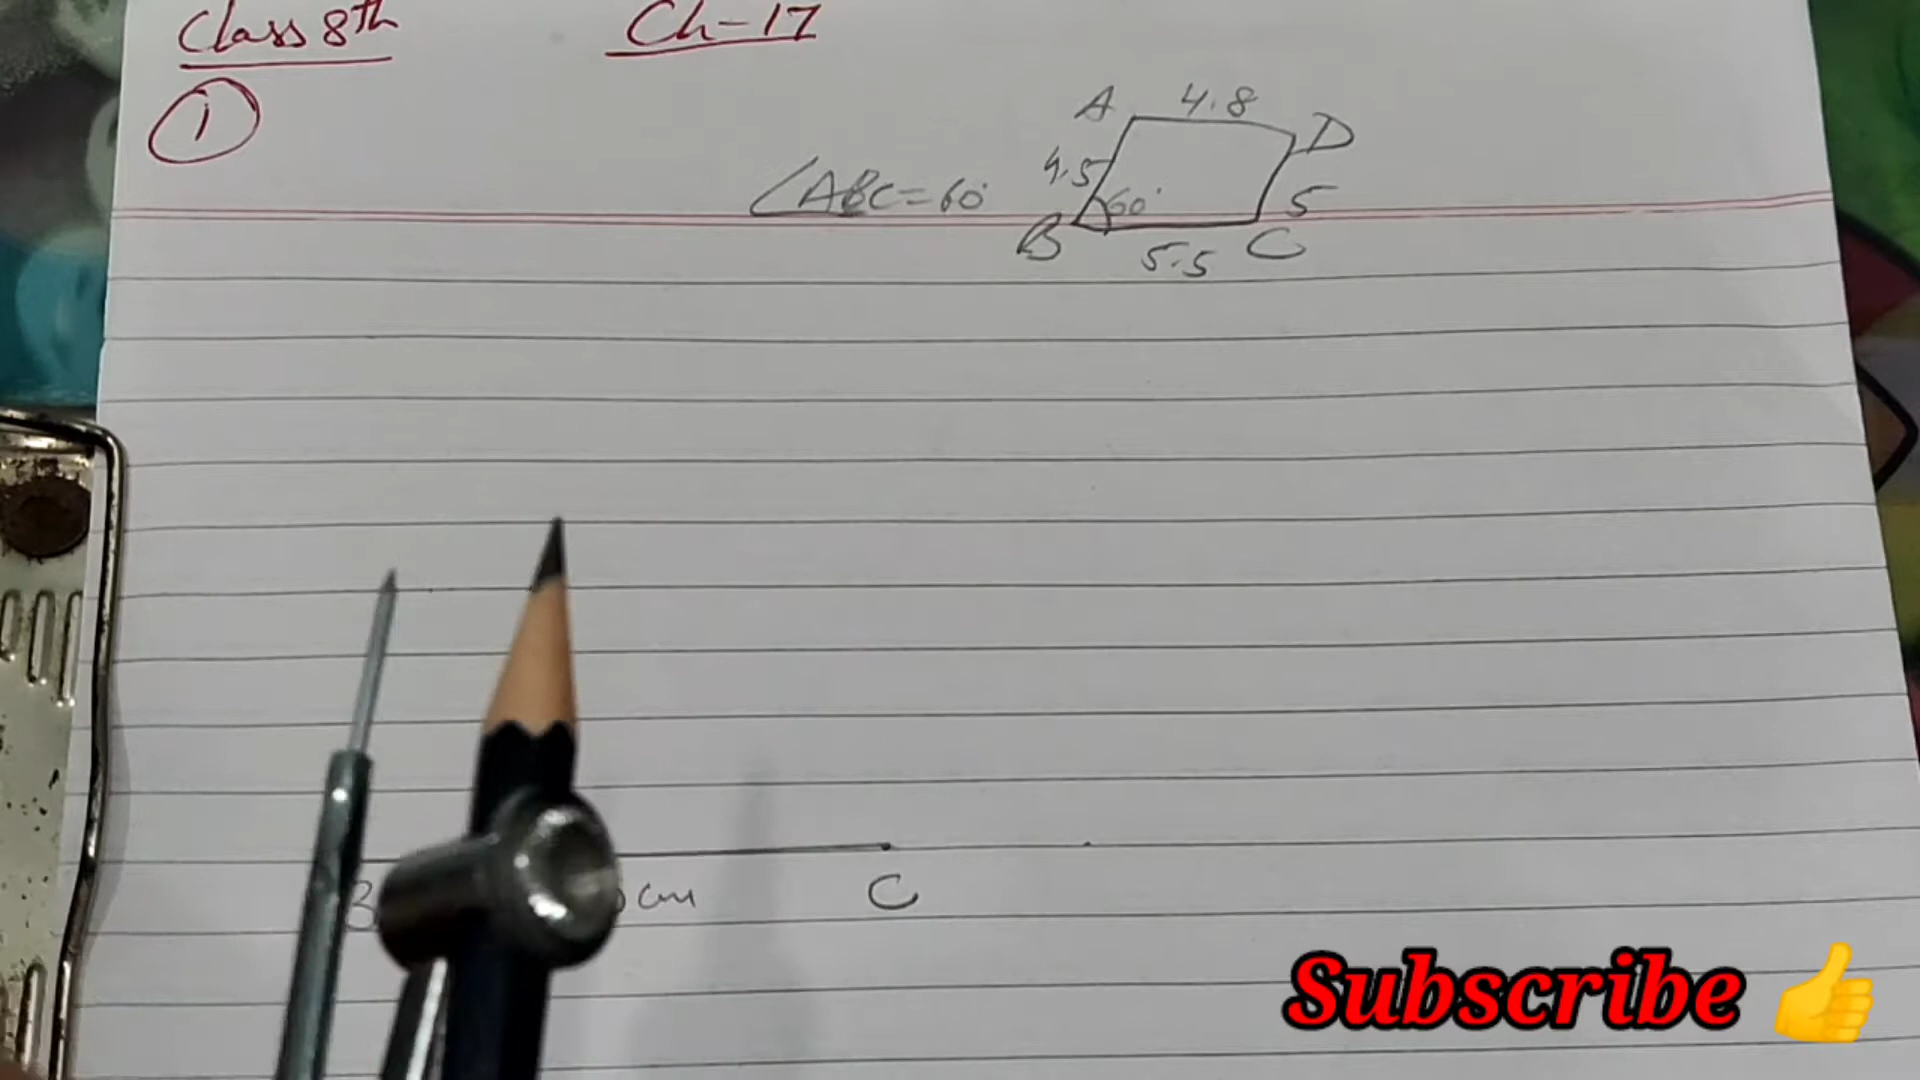 Class 8th
Ch-17
1
A 4.8 D
4.5
∠ABC=60°
60°
5
B 5.5 C
B cm C
Subscribe 👍